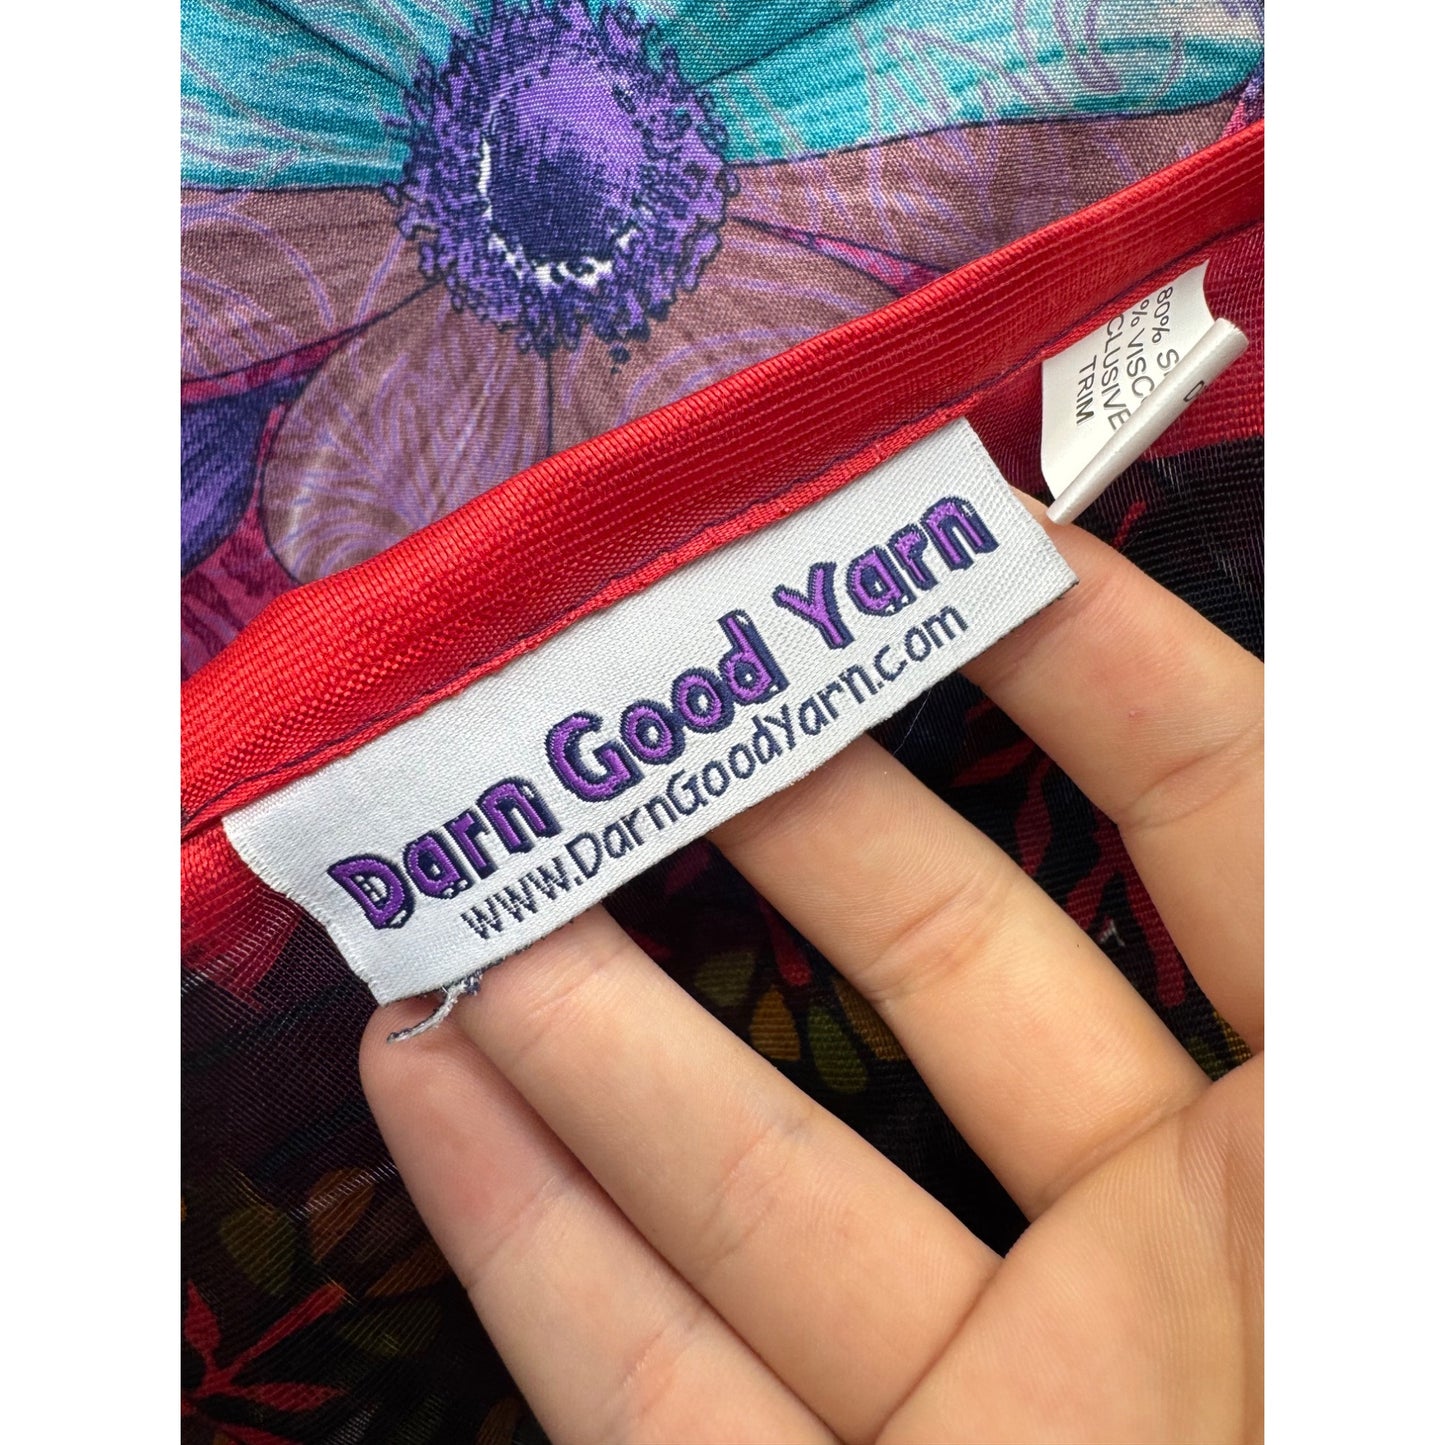 Darn Good Yarn
www.DarnGoodYarn.com
80%
% VISC
CLUSIVE
TRIM